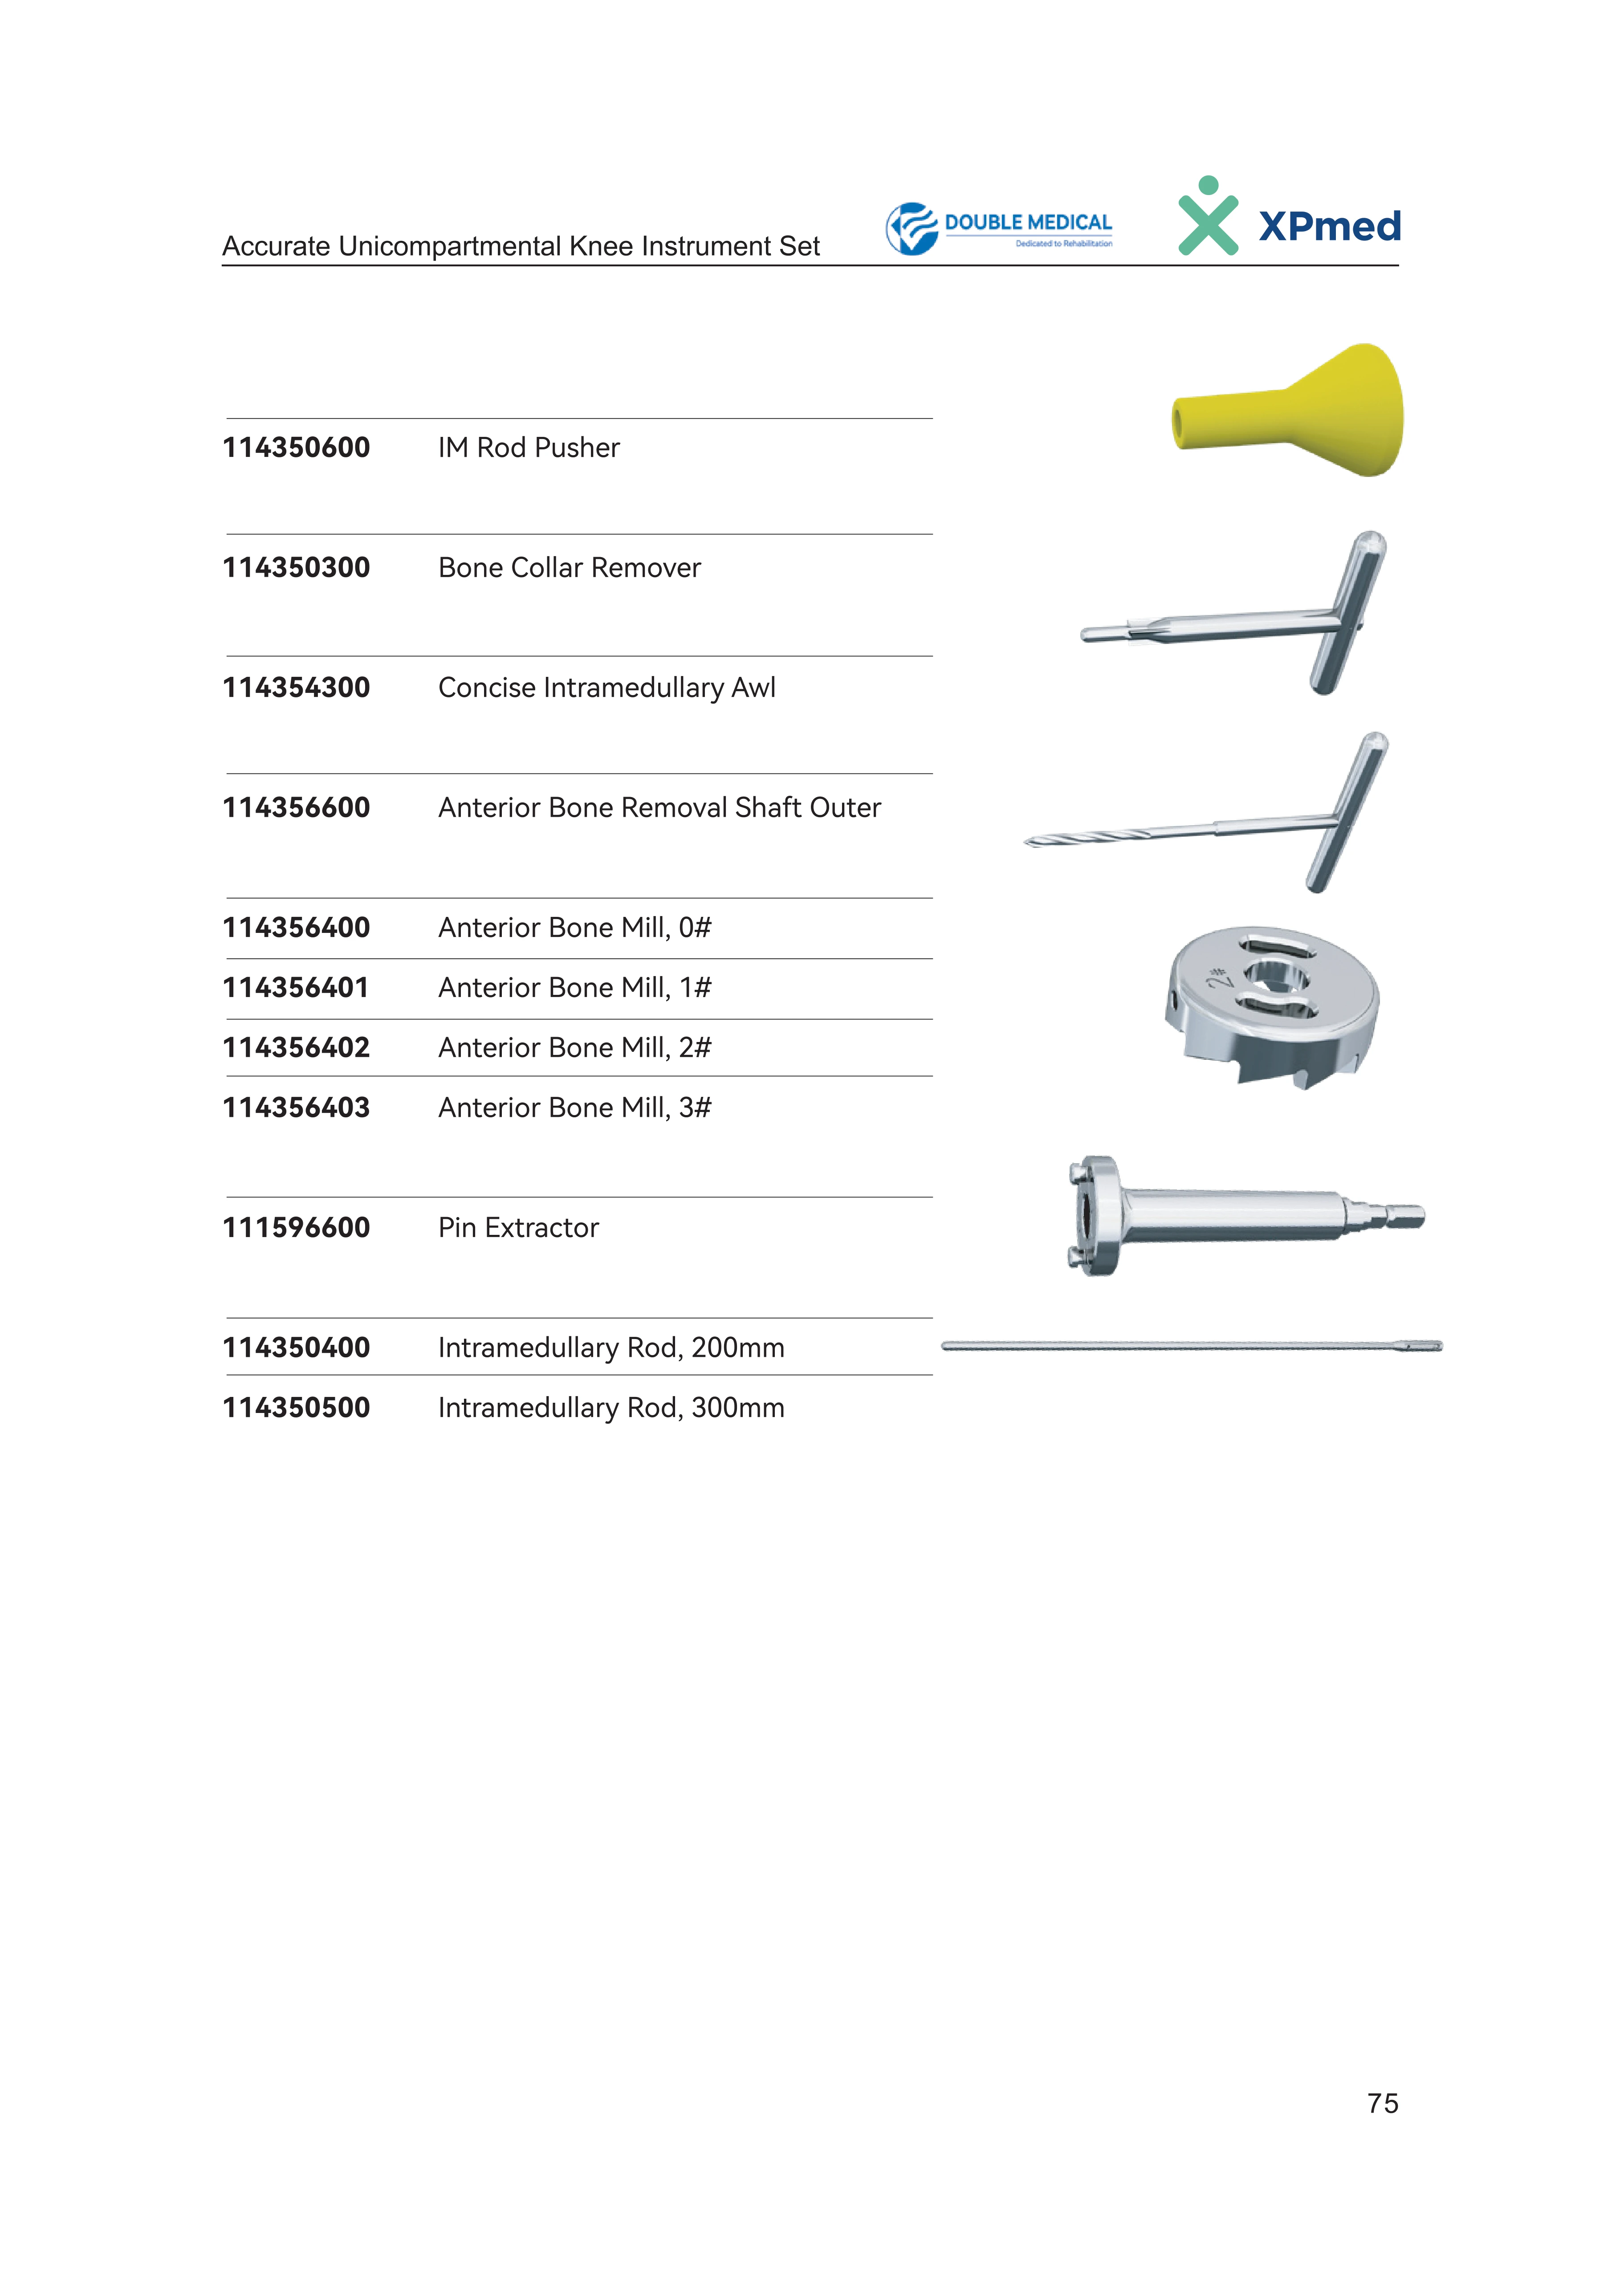 Accurate Unicompartmental Knee Instrument Set
DOUBLE MEDICAL
Dedicated to Rehabilitation
XPmed
114350600 IM Rod Pusher
114350300 Bone Collar Remover
114354300 Concise Intramedullary Awl
114356600 Anterior Bone Removal Shaft Outer
114356400 Anterior Bone Mill, 0#
114356401 Anterior Bone Mill, 1#
114356402 Anterior Bone Mill, 2#
114356403 Anterior Bone Mill, 3#
2#
111596600 Pin Extractor
114350400 Intramedullary Rod, 200mm
114350500 Intramedullary Rod, 300mm
75